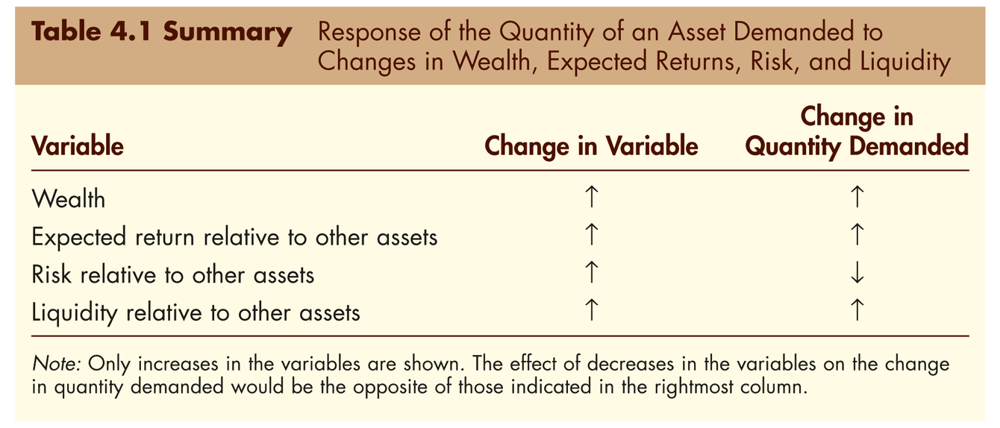 Table 4.1 Summary Response of the Quantity of an Asset Demanded to
Changes in Wealth, Expected Returns, Risk, and Liquidity
Change in
Variable Change in Variable Quantity Demanded
Wealth ↑ ↑
Expected return relative to other assets ↑ ↑
Risk relative to other assets ↑ ↓
Liquidity relative to other assets ↑ ↑
Note: Only increases in the variables are shown. The effect of decreases in the variables on the change
in quantity demanded would be the opposite of those indicated in the rightmost column.